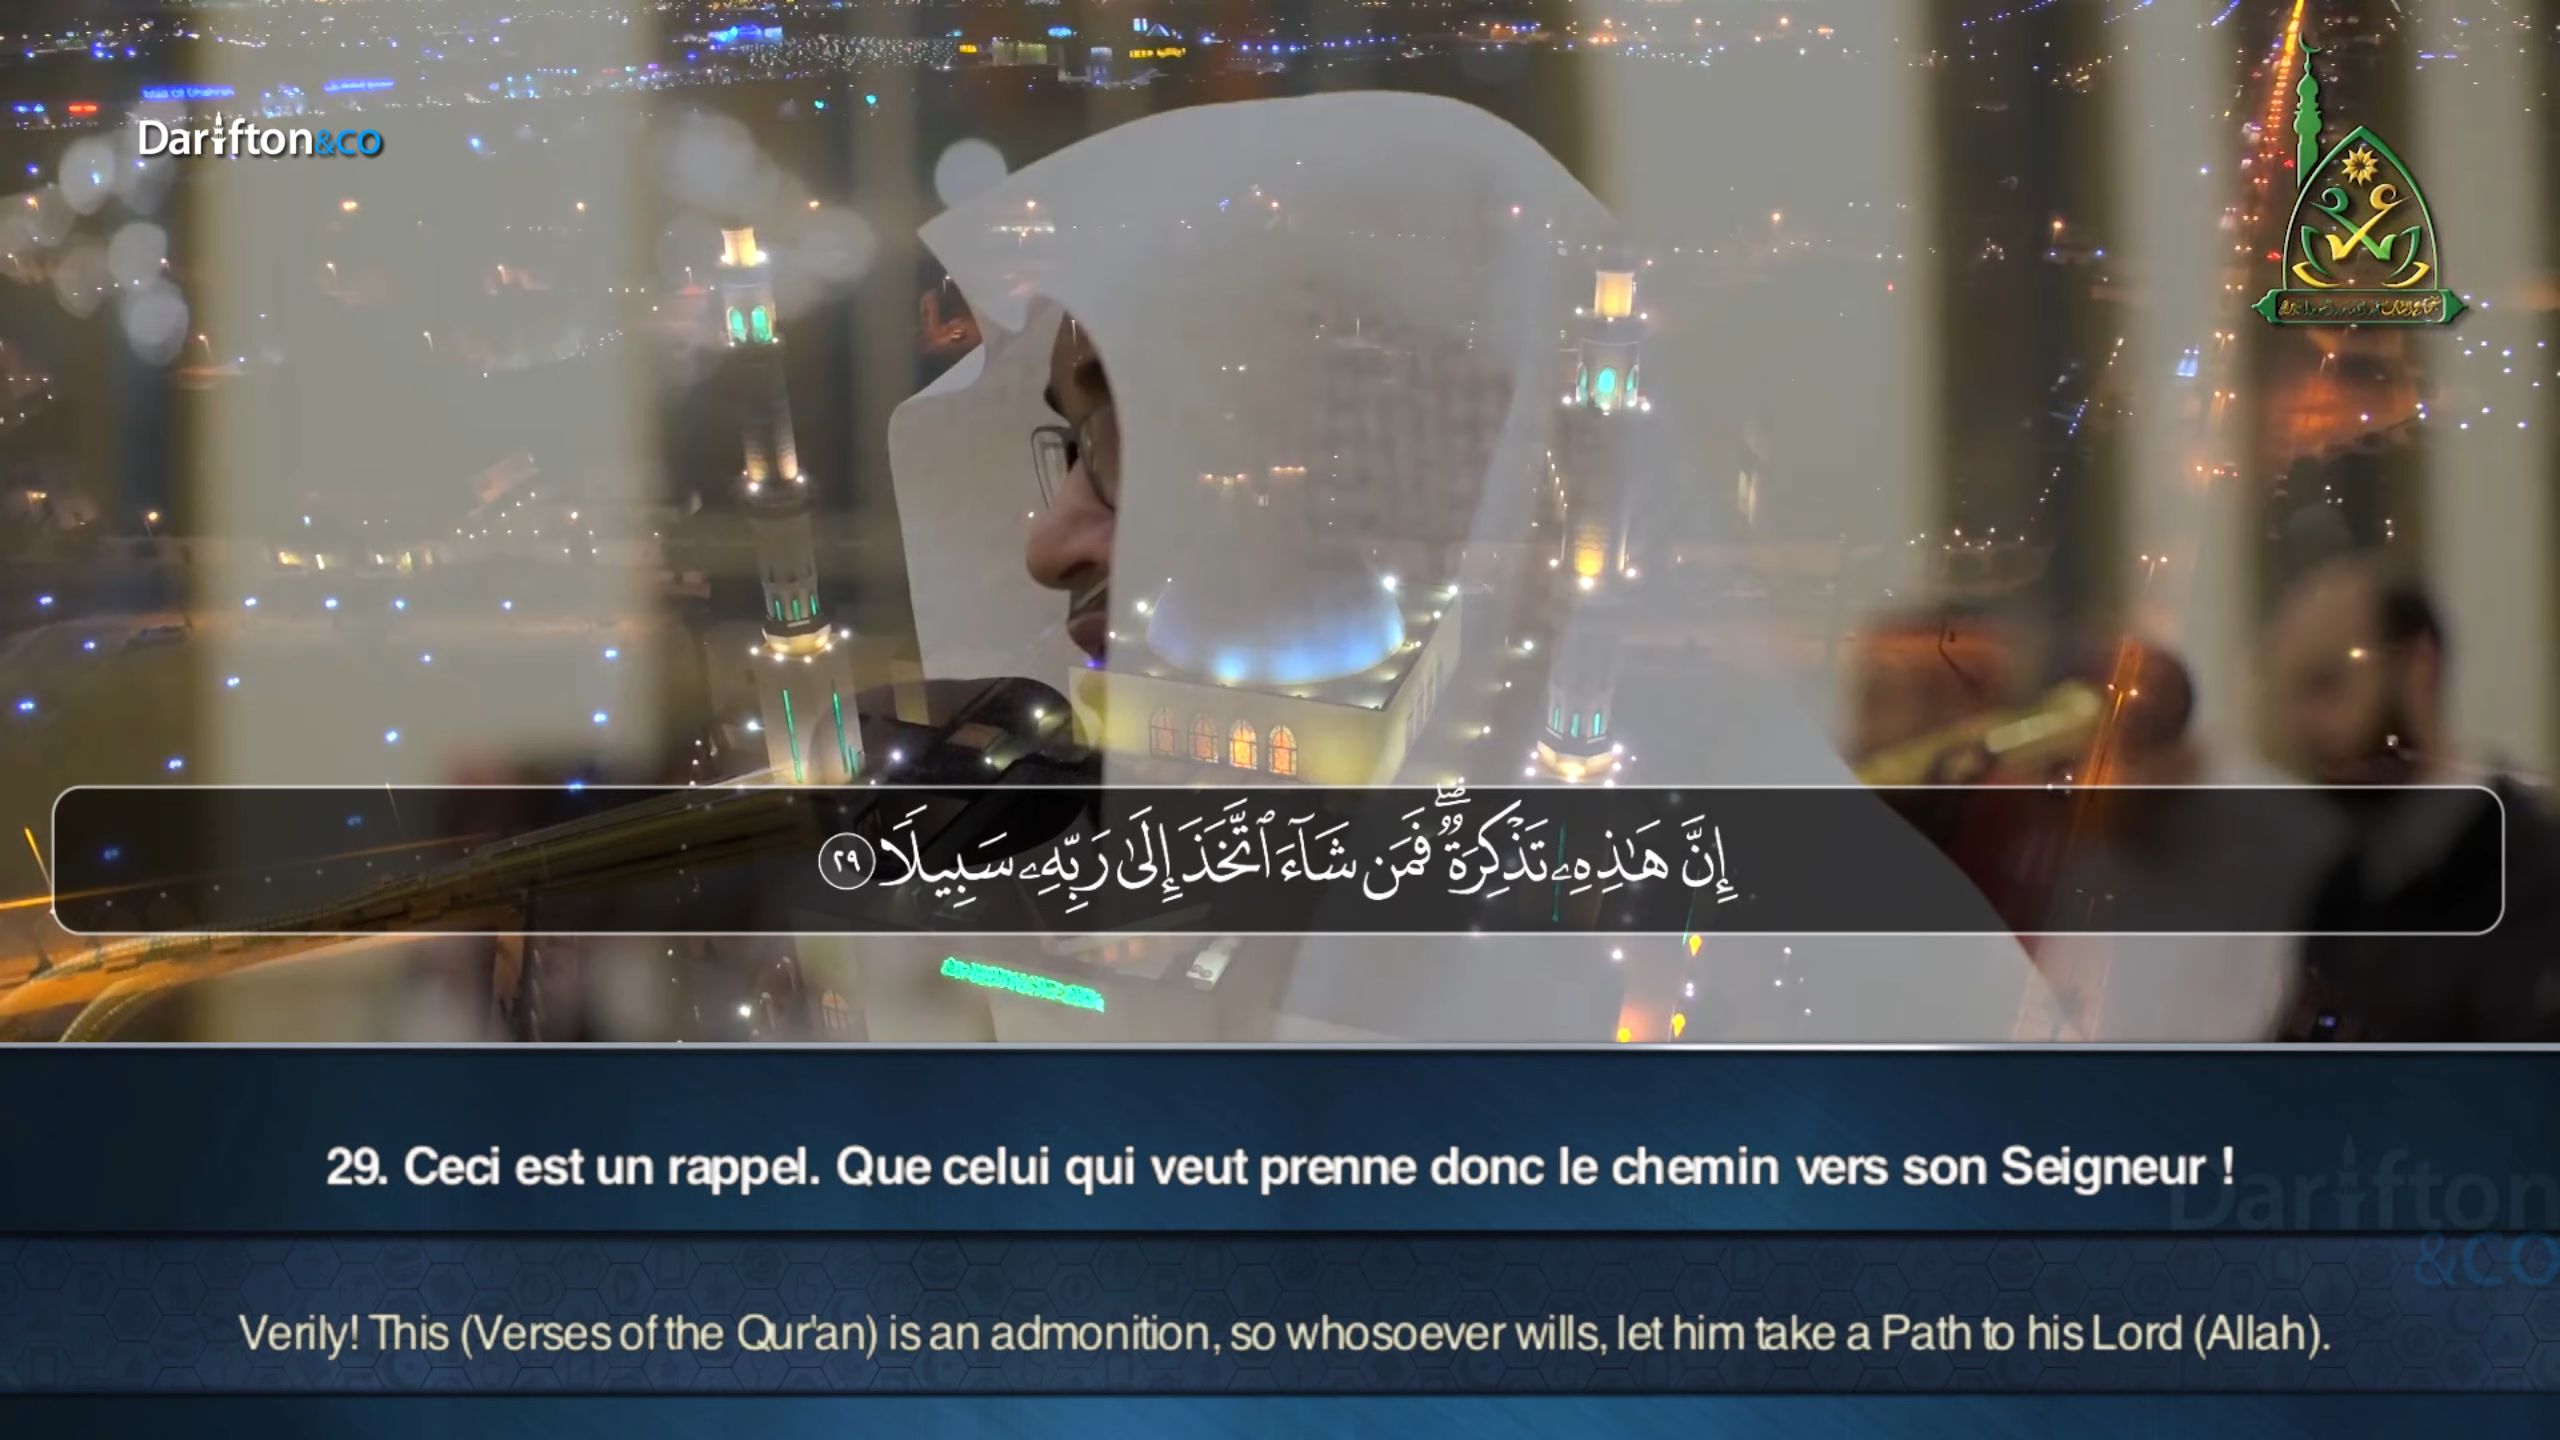 Darifton&co
إِنَّ هَـٰذِهِۦ تَذْكِرَةٌ ۖ فَمَن شَآءَ ٱتَّخَذَ إِلَىٰ رَبِّهِۦ سَبِيلًا ٢٩
29. Ceci est un rappel. Que celui qui veut prenne donc le chemin vers son Seigneur !
Darifton
&CO
Verily! This (Verses of the Qur'an) is an admonition, so whosoever wills, let him take a Path to his Lord (Allah).